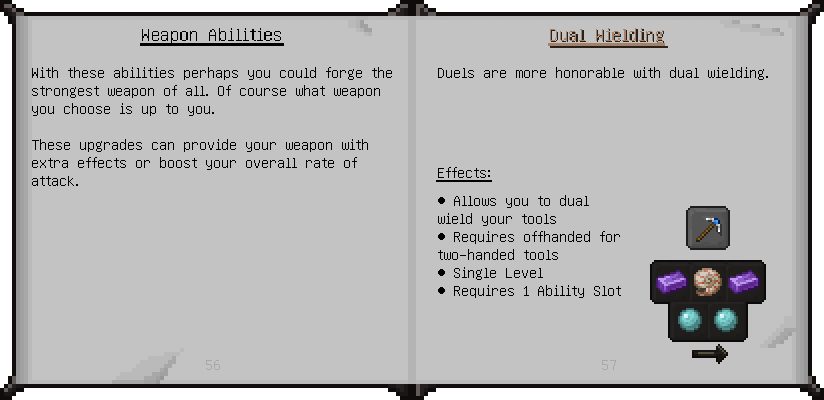 Weapon Abilities
With these abilities perhaps you could forge the
strongest weapon of all. Of course what weapon
you choose is up to you.
These upgrades can provide your weapon with
extra effects or boost your overall rate of
attack.
56
Dual Wielding
Duels are more honorable with dual wielding.
Effects:
● Allows you to dual
wield your tools
● Requires offhanded for
two-handed tools
● Single Level
● Requires 1 Ability Slot
57